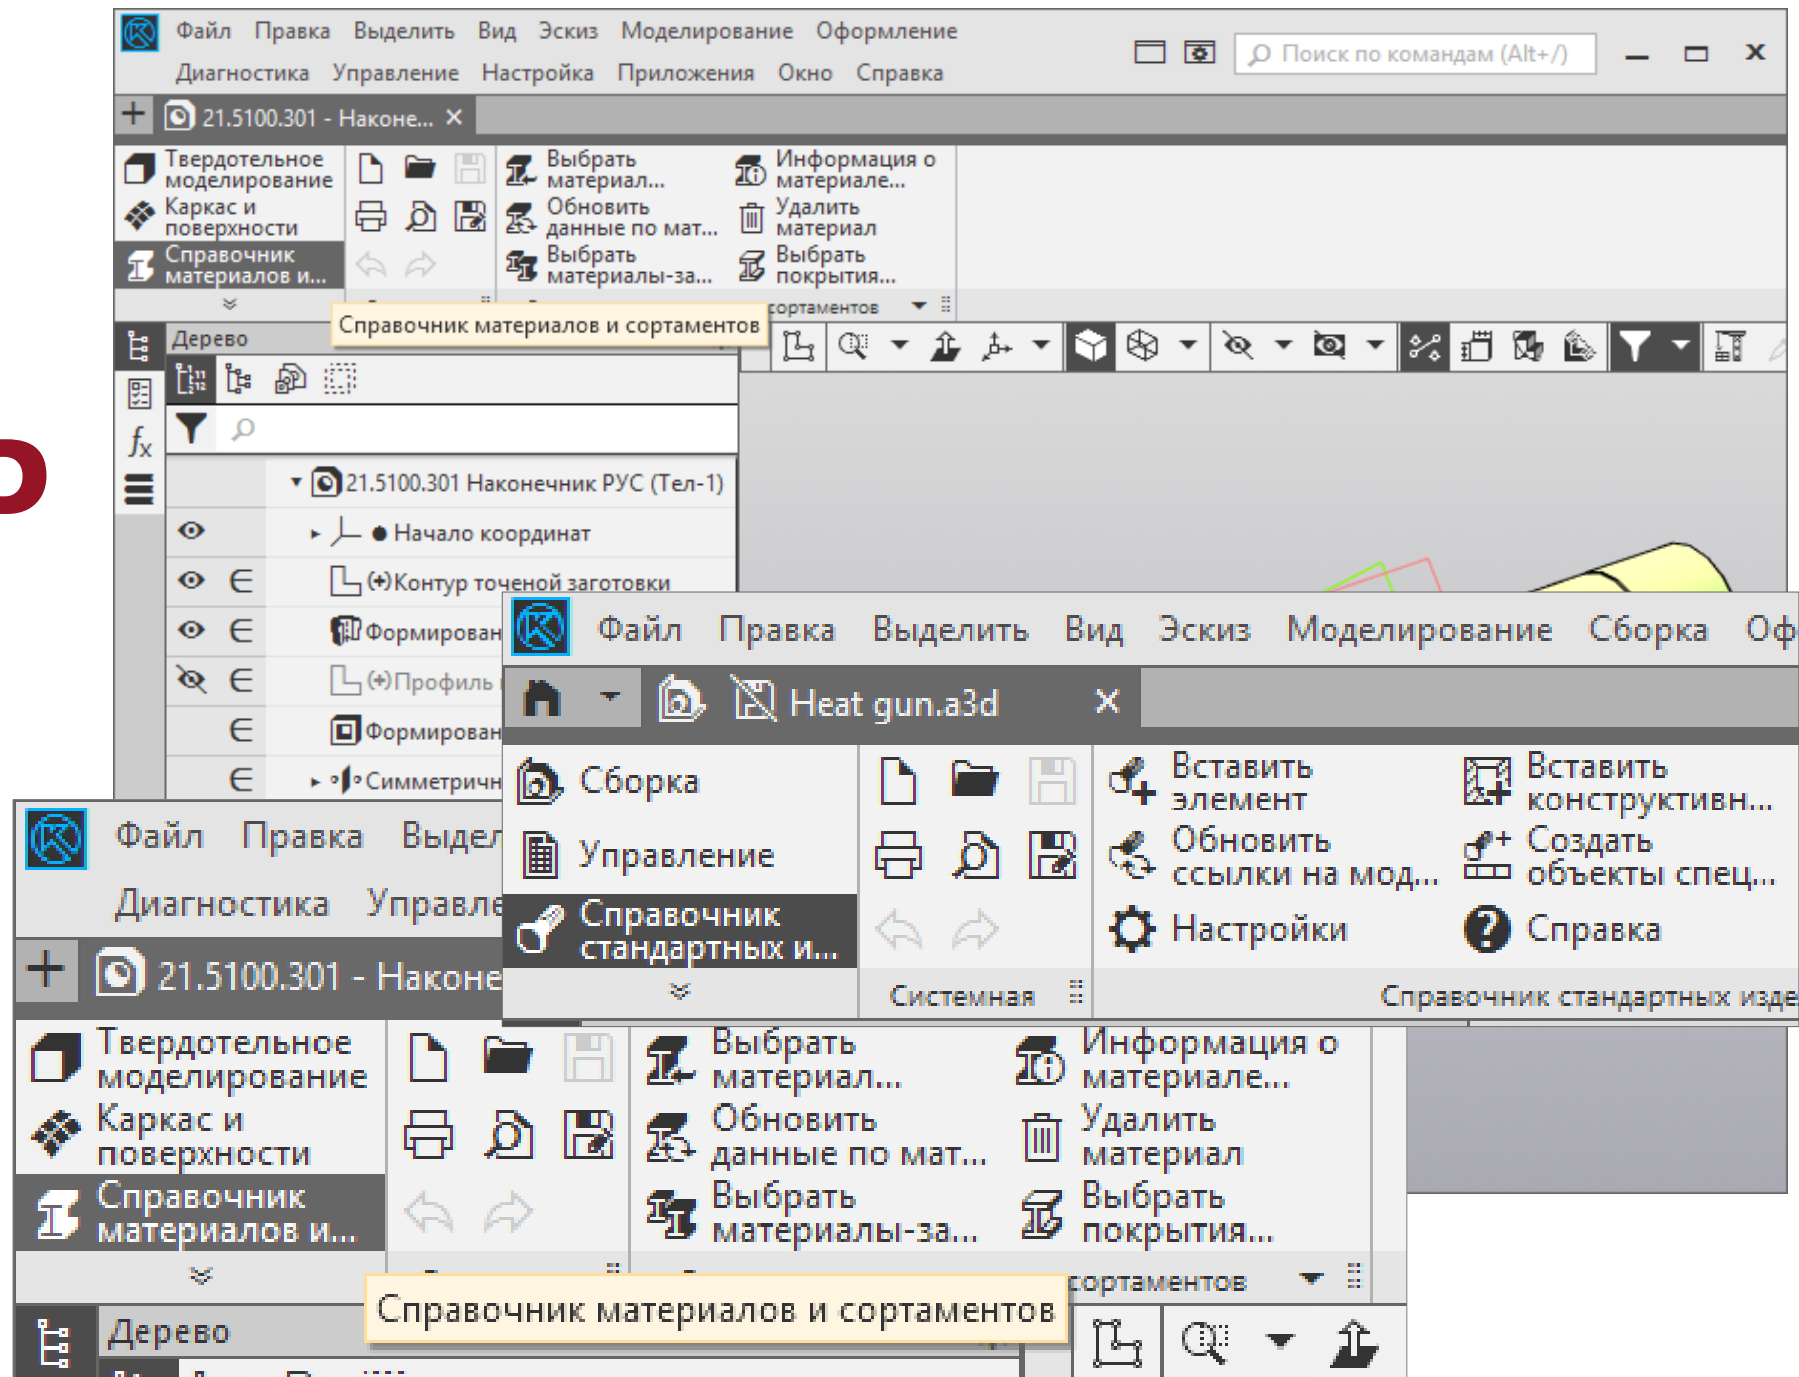 Файл Правка Выделить Вид Эскиз Моделирование Оформление
Диагностика Управление Настройка Приложения Окно Справка
Поиск по командам (Alt+/)
21.5100.301 - Наконе...
Твердотельное
моделирование
Каркас и
поверхности
Справочник
материалов и...
Выбрать
материал...
Обновить
данные по мат...
Выбрать
материалы-за...
Информация о
материале...
Удалить
материал
Выбрать
покрытия...
сортаментов
Справочник материалов и сортаментов
Дерево
fx
21.5100.301 Наконечник РУС (Тел-1)
Начало координат
(+)Контур точеной заготовки
Формирован
(+)Профиль
Формирован
Симметричн
Файл Правка Выделить Вид Эскиз Моделирование Сборка Оф
Heat gun.a3d
Сборка
Управление
Справочник
стандартных и...
Системная
Вставить
элемент
Обновить
ссылки на мод...
Настройки
Вставить
конструктивн...
Создать
объекты спец...
Справка
Справочник стандартных изде
Файл Правка Выдел
Диагностика Управле
21.5100.301 - Наконе
Твердотельное
моделирование
Каркас и
поверхности
Справочник
материалов и...
Выбрать
материал...
Обновить
данные по мат...
Выбрать
материалы-за...
Информация о
материале...
Удалить
материал
Выбрать
покрытия...
сортаментов
Справочник материалов и сортаментов
Дерево